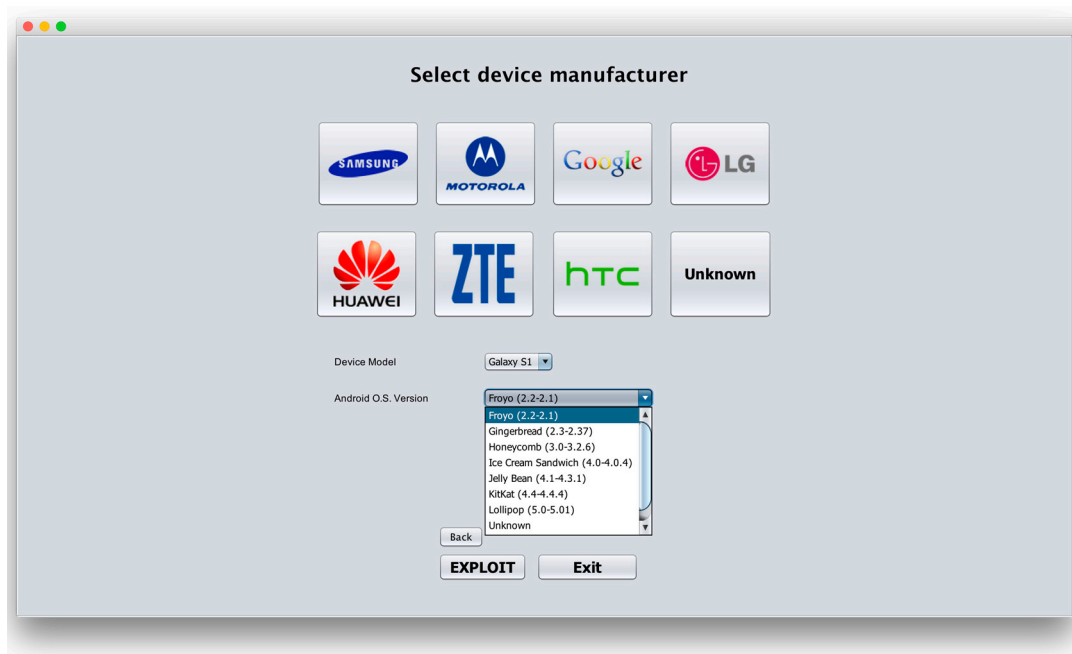 Select device manufacturer
SAMSUNG
MOTOROLA
Google
LG
HUAWEI
ZTE
hTC
Unknown
Device Model
Galaxy S1
Android O.S. Version
Froyo (2.2-2.1)
Froyo (2.2-2.1)
Gingerbread (2.3-2.37)
Honeycomb (3.0-3.2.6)
Ice Cream Sandwich (4.0-4.0.4)
Jelly Bean (4.1-4.3.1)
KitKat (4.4-4.4.4)
Lollipop (5.0-5.01)
Unknown
Back
EXPLOIT
Exit